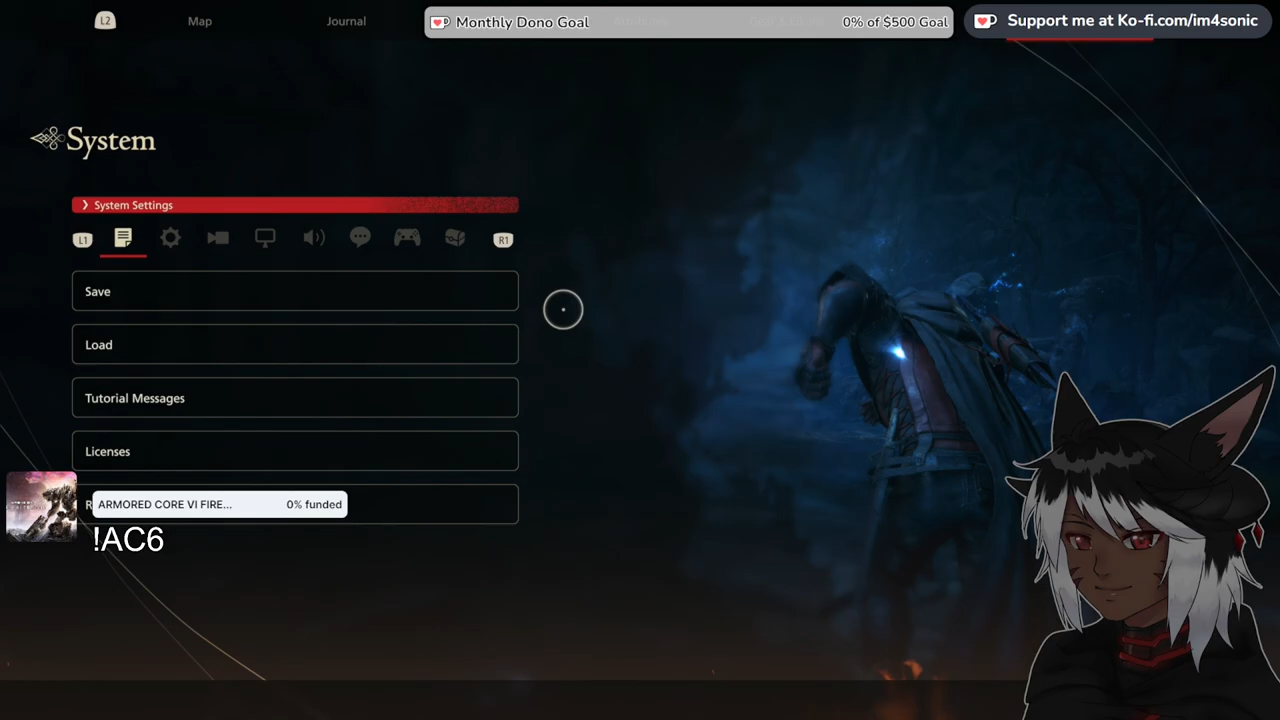 L2 Map Journal
Monthly Dono Goal 0% of $500 Goal
Support me at Ko-fi.com/im4sonic
System
System Settings
L1 R1
Save
Load
Tutorial Messages
Licenses
ARMORED CORE VI FIRE... 0% funded
!AC6